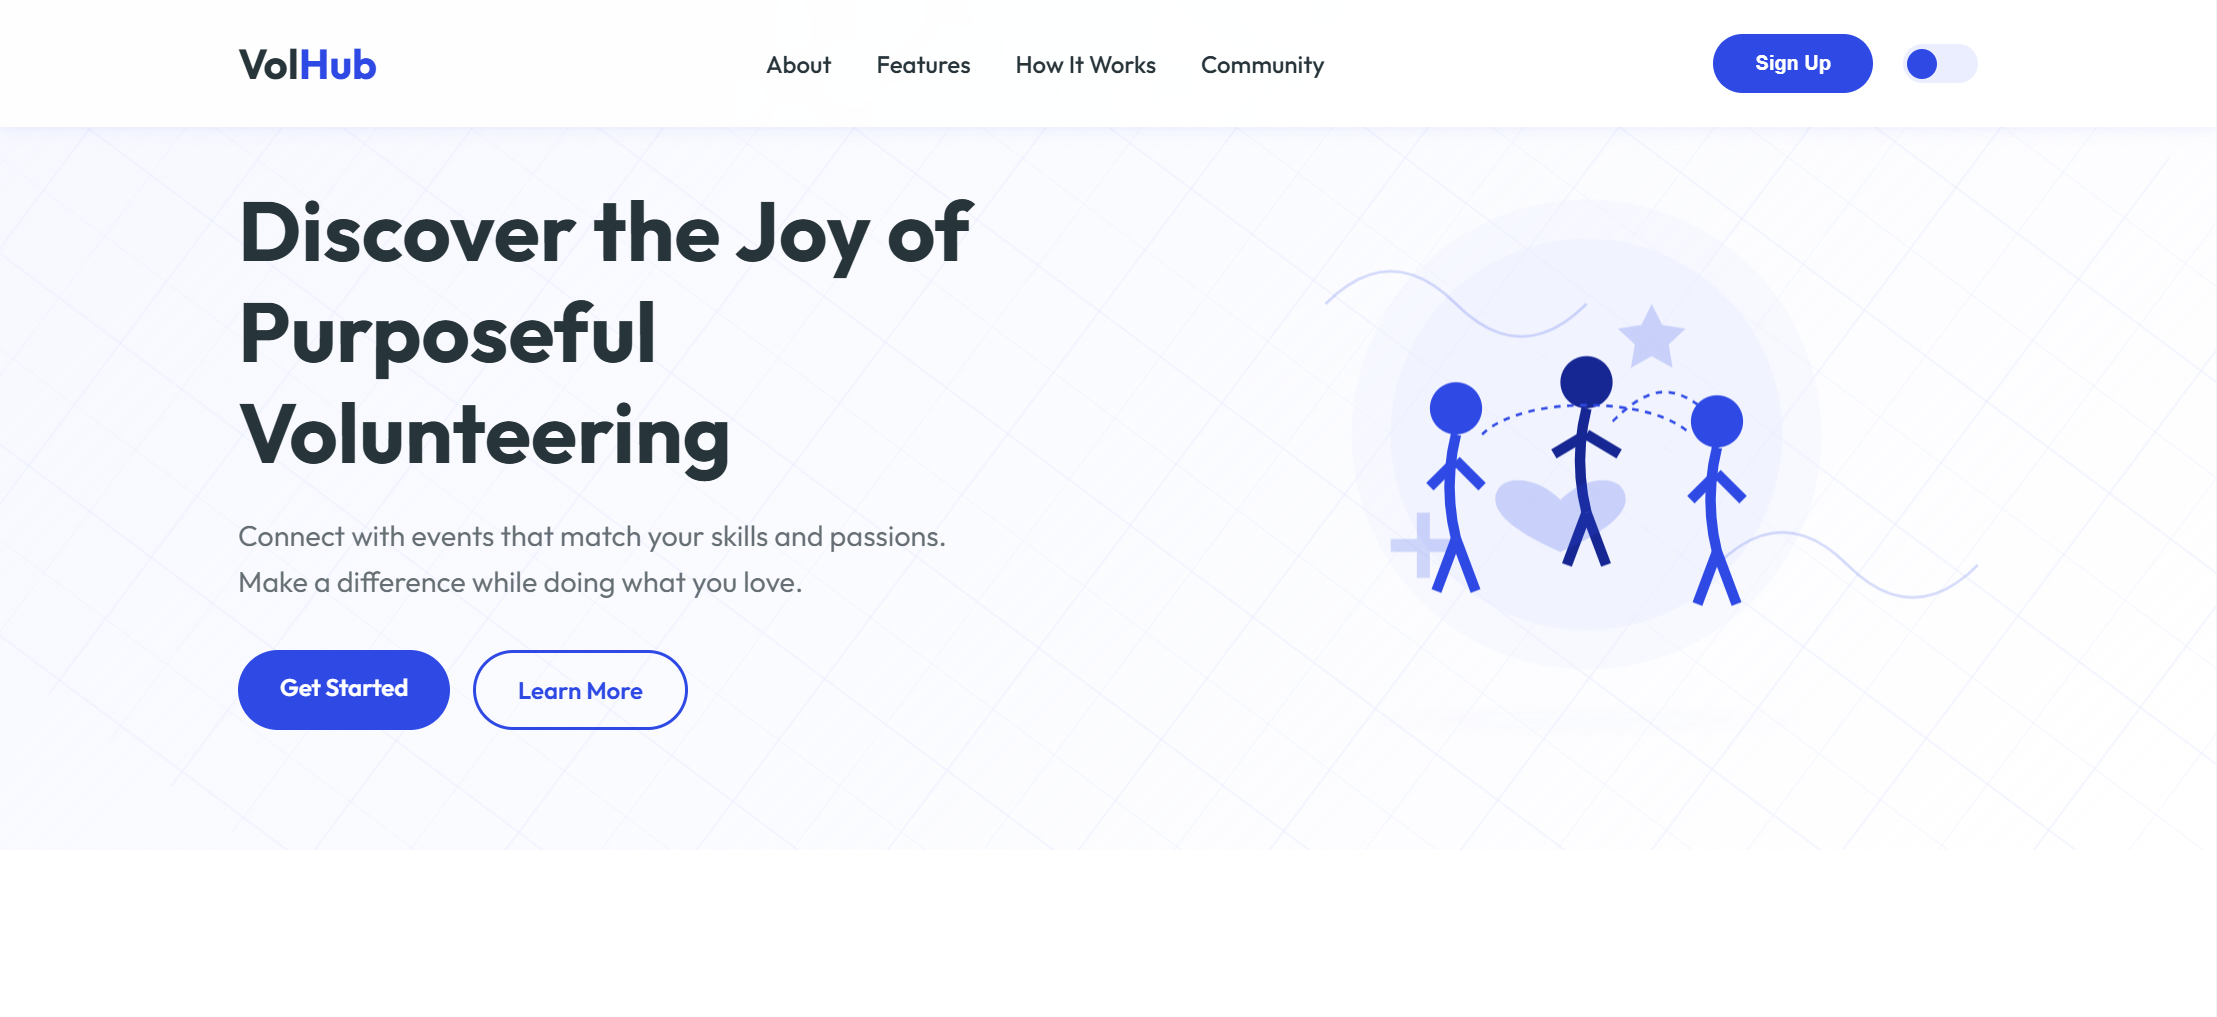 VolHub
About
Features
How It Works
Community
Sign Up
Discover the Joy of
Purposeful
Volunteering
Connect with events that match your skills and passions.
Make a difference while doing what you love.
Get Started
Learn More